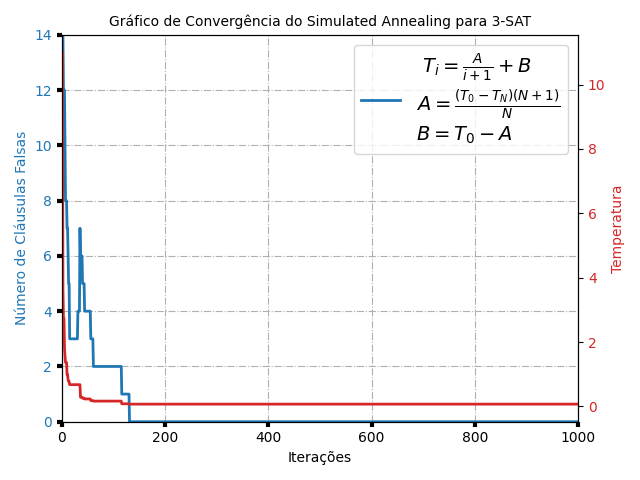 Gráfico de Convergência do Simulated Annealing para 3-SAT
14
12
10
8
6
4
2
0
Número de Cláusulas Falsas
T_i = \frac{A}{i+1} + B
A = \frac{(T_0 - T_N)(N+1)}{N}
B = T_0 - A
10
8
6
4
2
0
Temperatura
0 200 400 600 800 1000
Iterações